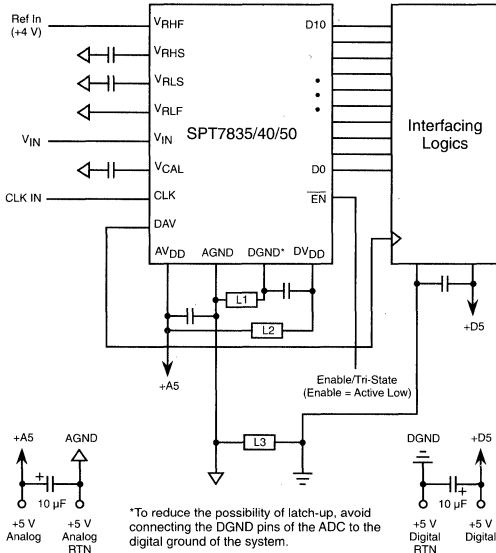 Ref In
(+4 V)
VRHF
D10
VRHS
VRLS
VRLF
VIN
VIN
SPT7835/40/50
Interfacing
Logics
VCAL
D0
CLK IN
CLK
EN
DAV
AVDD
AGND
DGND*
DVDD
L1
L2
+A5
+D5
Enable/Tri-State
(Enable = Active Low)
L3
+A5
AGND
DGND
+D5
+
10 µF
10 µF
+
+5 V
Analog
+5 V
Analog
RTN
*To reduce the possibility of latch-up, avoid
connecting the DGND pins of the ADC to the
digital ground of the system.
+5 V
Digital
RTN
+5 V
Digital